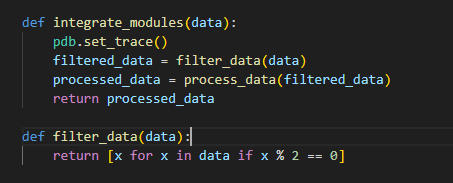 def integrate_modules(data):
    pdb.set_trace()
    filtered_data = filter_data(data)
    processed_data = process_data(filtered_data)
    return processed_data

def filter_data(data):
    return [x for x in data if x % 2 == 0]